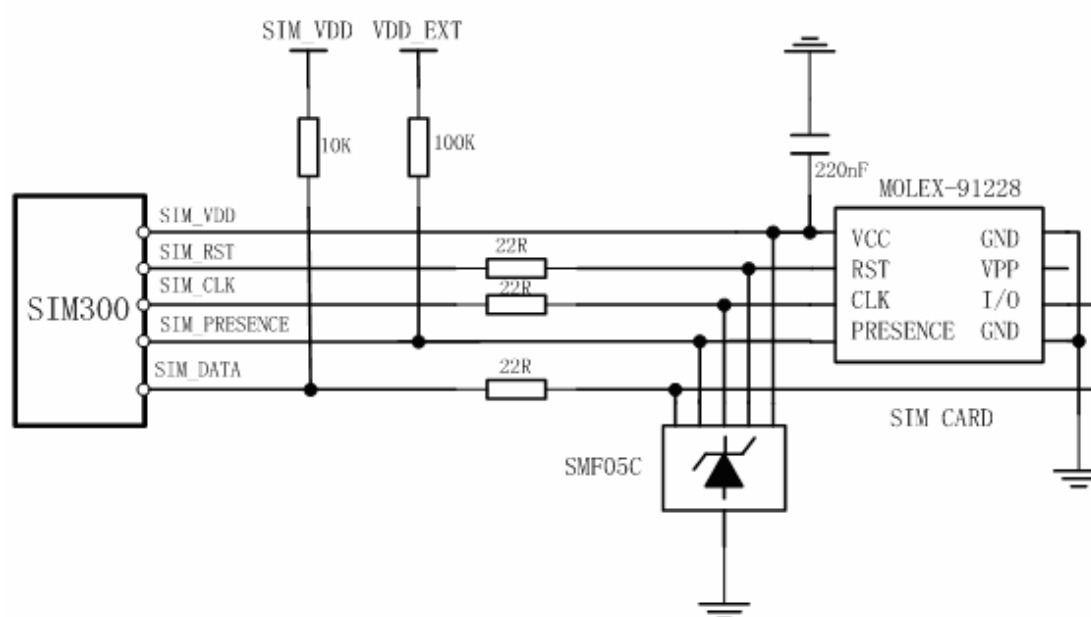 SIM_VDD VDD_EXT
10K 100K
220nF
MOLEX-91228
SIM_VDD
SIM_RST
SIM_CLK
SIM_PRESENCE
SIM_DATA
SIM300
22R
22R
22R
VCC GND
RST VPP
CLK I/O
PRESENCE GND
SIM CARD
SMF05C